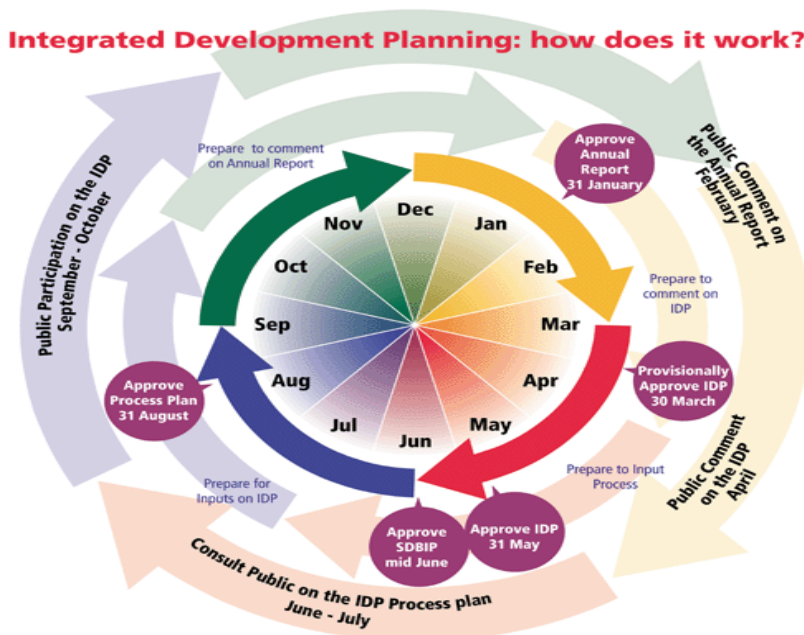 Integrated Development Planning: how does it work?
Prepare to comment
on Annual Report
Approve
Annual
Report
31 January
Public Comment on
the Annual Report
February
Public Participation on the IDP
September - October
Dec
Jan
Feb
Mar
Apr
May
Jun
Jul
Aug
Sep
Oct
Nov
Prepare to
comment on
IDP
Provisionally
Approve IDP
30 March
Approve
Process Plan
31 August
Public Comment
on the IDP
April
Prepare to Input
Process
Prepare for
Inputs on IDP
Approve IDP
31 May
Approve
SDBIP
mid June
Consult Public on the IDP Process plan
June - July